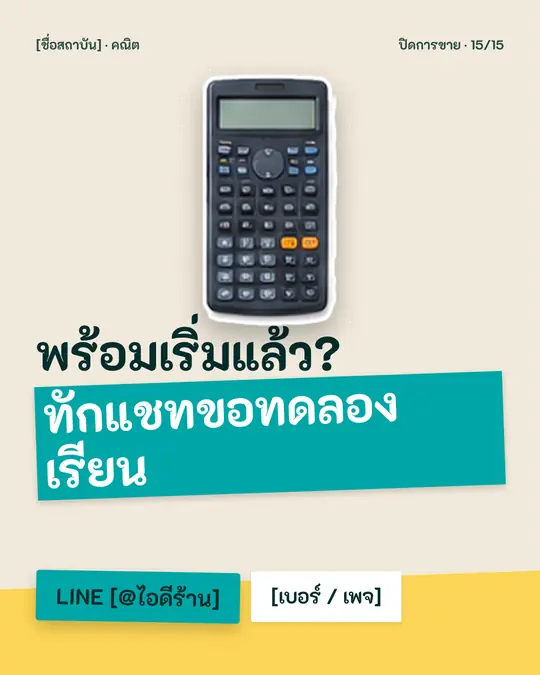 [ชื่อสถาบัน] · คณิต
ปิดการขาย · 15/15
พร้อมเริ่มแล้ว?
ทักแชทขอทดลอง
เรียน
LINE [@ไอดีร้าน]
[เบอร์ / เพจ]